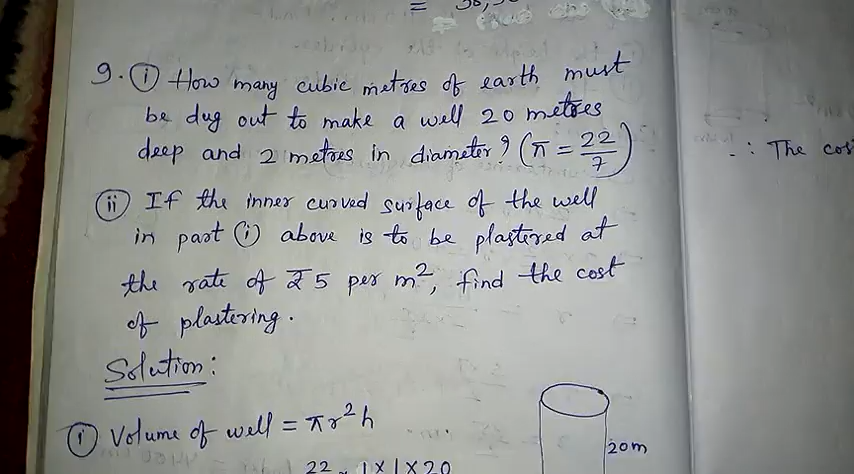 9. (i) How many cubic metres of earth must
be dug out to make a well 20 metres
deep and 2 metres in diameter? (π = 22/7)
∴ The cos
(ii) If the inner curved surface of the well
in part (i) above is to be plastered at
the rate of ₹5 per m², find the cost
of plastering.
Solution:
(i) Volume of well = πr²h
20m
22 × 1 × 1 × 20